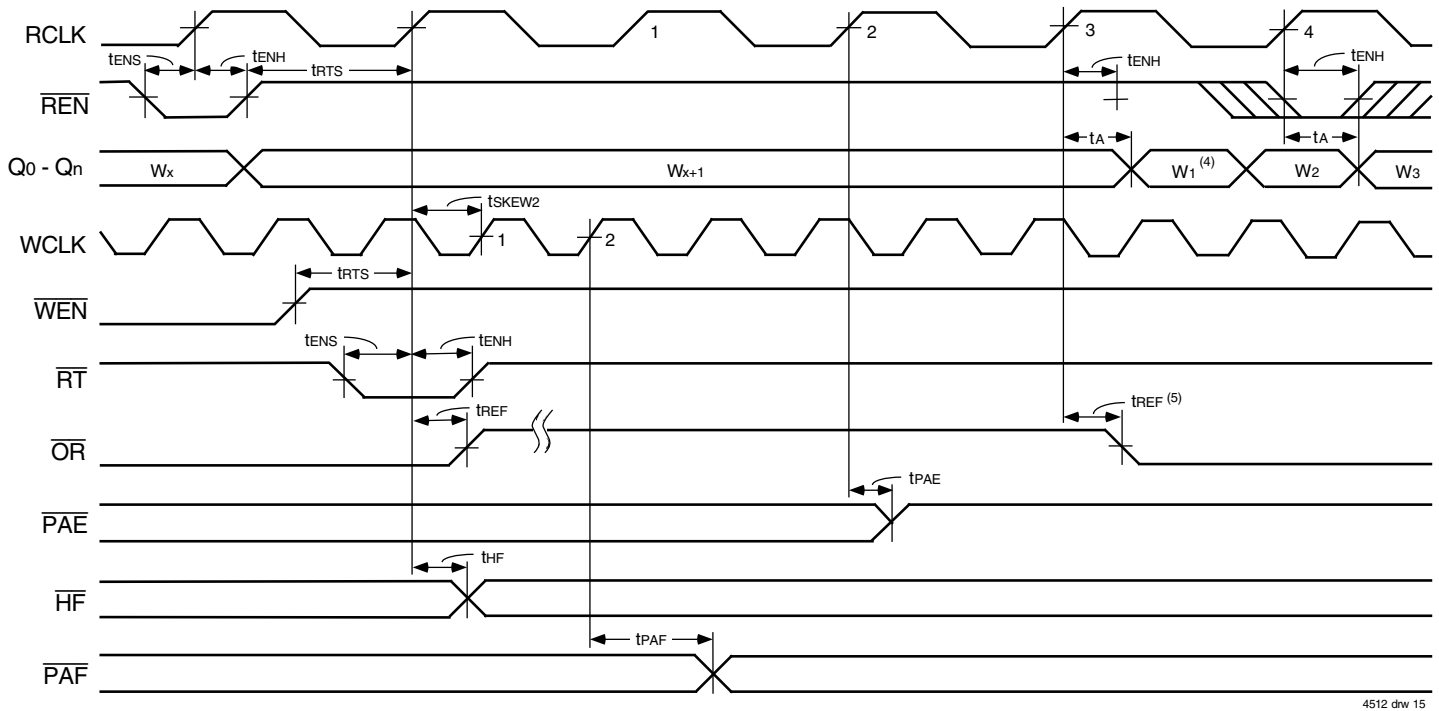 RCLK 1 2 3 4
tENS tENH tRTS tENH tENH
REN
tA tA
Q0 - Qn Wx Wx+1 W1 (4) W2 W3
tSKEW2
WCLK 1 2
tRTS
WEN
tENS tENH
RT
tREF tREF (5)
OR
tPAE
PAE
tHF
HF
tPAF
PAF
4512 drw 15